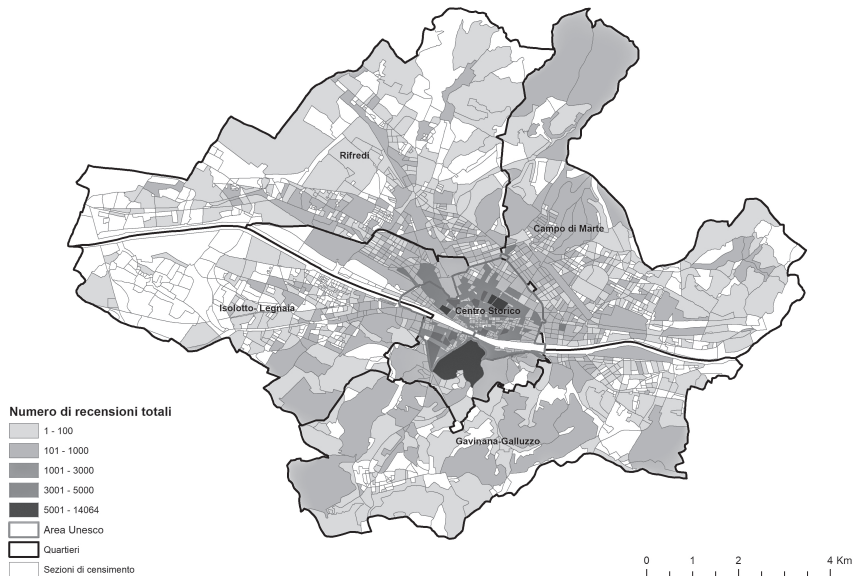 Rifredi
Campo di Marte
Isolotto- Legnaia
Centro Storico
Gavinana-Galluzzo
Numero di recensioni totali
1 - 100
101 - 1000
1001 - 3000
3001 - 5000
5001 - 14064
Area Unesco
Quartieri
Sezioni di censimento
0 1 2 4 Km